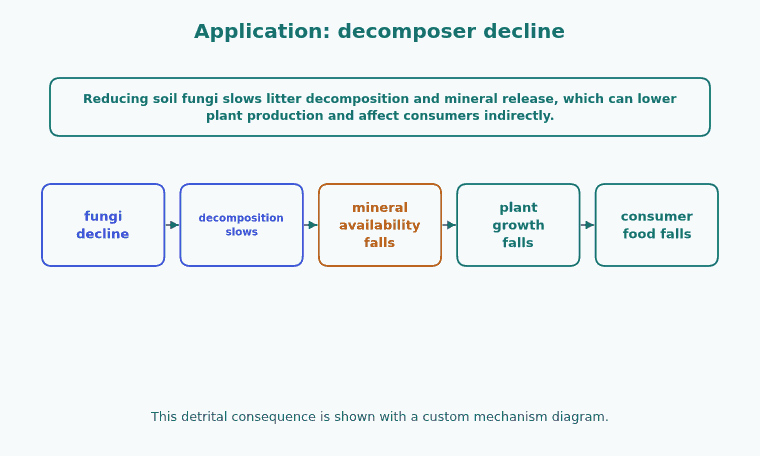 Application: decomposer decline
Reducing soil fungi slows litter decomposition and mineral release, which can lower
plant production and affect consumers indirectly.
fungi
decline
decomposition
slows
mineral
availability
falls
plant
growth
falls
consumer
food falls
This detrital consequence is shown with a custom mechanism diagram.